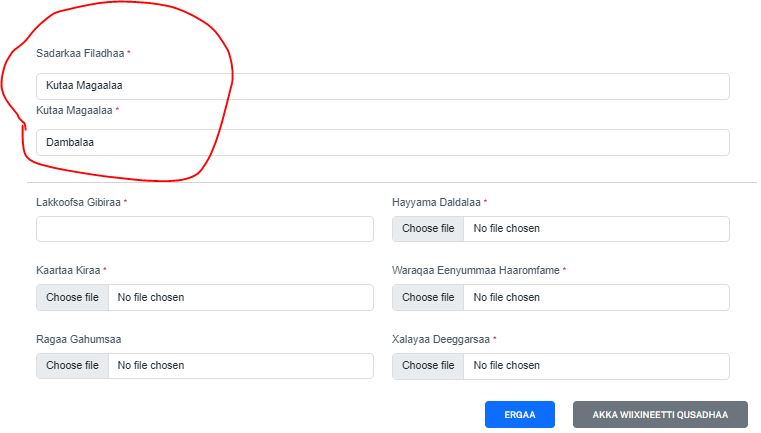 Sadarkaa Filadhaa *
Kutaa Magaalaa
Kutaa Magaalaa *
Dambalaa
Lakkoofsa Gibiraa *
Hayyama Daldalaa *
Choose file No file chosen
Kaartaa Kiraa *
Waraqaa Eenyummaa Haaromfame *
Choose file No file chosen
Choose file No file chosen
Ragaa Gahumsaa
Xalayaa Deeggarsaa *
Choose file No file chosen
Choose file No file chosen
ERGAA
AKKA WIIXINEETTI QUSADHAA